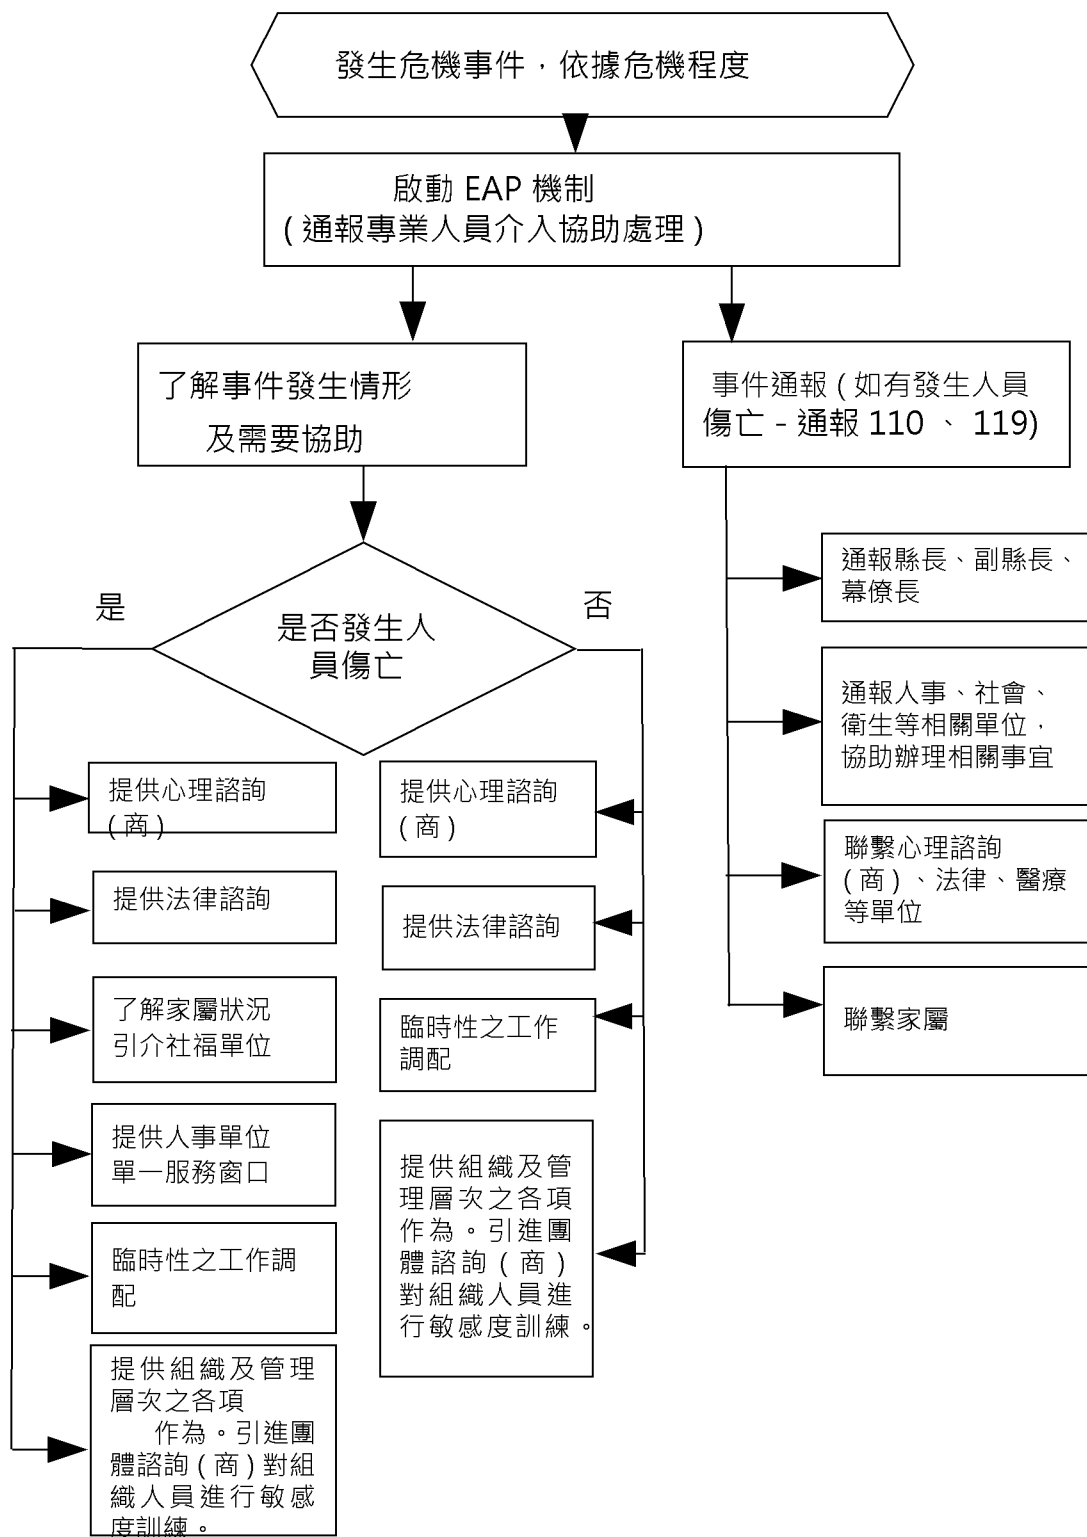 發生危機事件，依據危機程度
啟動 EAP 機制
(通報專業人員介入協助處理)
了解事件發生情形
及需要協助
事件通報(如有發生人員
傷亡-通報110、119)
是
是否發生人
員傷亡
否
提供心理諮詢
(商)
提供法律諮詢
了解家屬狀況
引介社福單位
提供人事單位
單一服務窗口
臨時性之工作調
配
提供組織及管理
層次之各項
作為。引進團
體諮詢(商)對組
織人員進行敏感
度訓練。
提供心理諮詢
(商)
提供法律諮詢
臨時性之工作
調配
提供組織及管
理層次之各項
作為。引進團
體諮詢(商)
對組織人員進
行敏感度訓練。
通報縣長、副縣長、
幕僚長
通報人事、社會、
衛生等相關單位，
協助辦理相關事宜
聯繫心理諮詢
(商)、法律、醫療
等單位
聯繫家屬